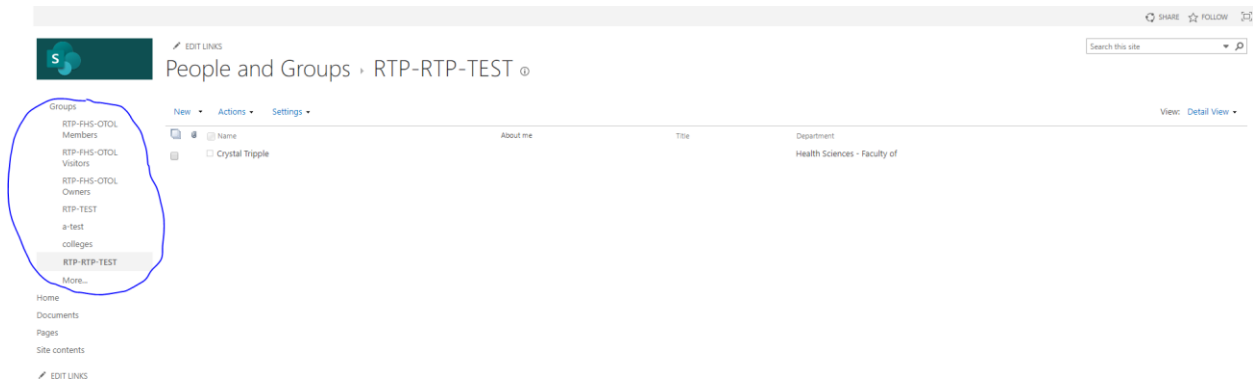 SHARE FOLLOW
S
EDIT LINKS
Search this site
People and Groups › RTP-RTP-TEST
Groups
RTP-FHS-OTOL
Members
RTP-FHS-OTOL
Visitors
RTP-FHS-OTOL
Owners
RTP-TEST
a-test
colleges
RTP-RTP-TEST
More...
Home
Documents
Pages
Site contents
EDIT LINKS
New Actions Settings View: Detail View
Name About me Title Department
Crystal Tripple Health Sciences - Faculty of